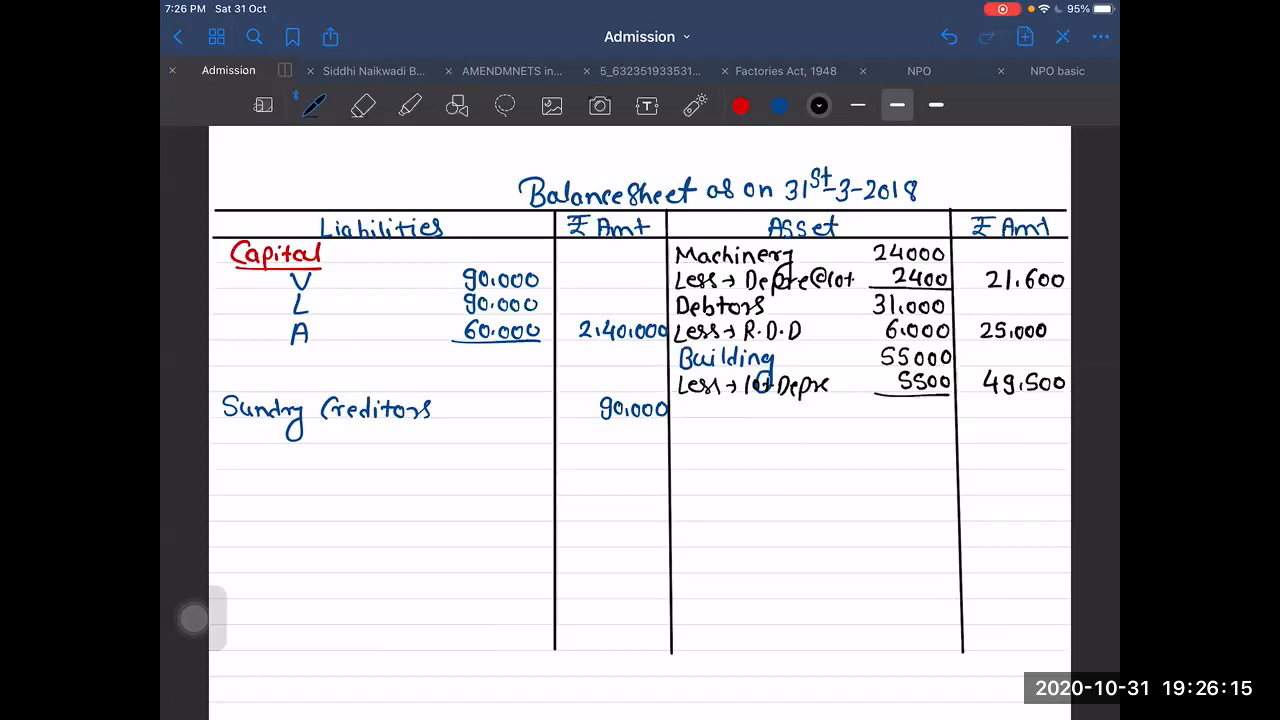 7:26 PM Sat 31 Oct 95%
Admission
Admission Siddhi Naikwadi B... AMENDMNETS in... 5_632351933531... Factories Act, 1948 NPO NPO basic
Balance sheet as on 31st-3-2018
Liabilities ₹ Amt Asset ₹ Amt
Capital Machinery 24000
V 90.000 Less → Depre@10% 2400 21.600
L 90.000 Debtors 31.000
A 60.000 2.40.000 Less → R.D.D 6.000 25.000
Building 55000
Less → 10% Depre 5500 49.500
Sundry Creditors 90.000
2020-10-31 19:26:15